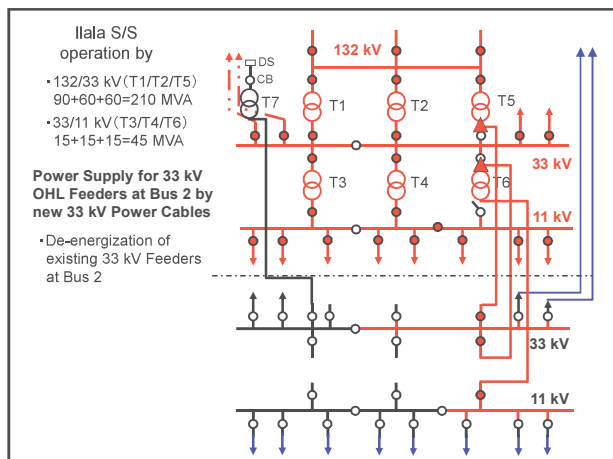 Ilala S/S
operation by
・132/33 kV(T1/T2/T5)
90+60+60=210 MVA
・33/11 kV(T3/T4/T6)
15+15+15=45 MVA
Power Supply for 33 kV
OHL Feeders at Bus 2 by
new 33 kV Power Cables
・De-energization of
existing 33 kV Feeders
at Bus 2
DS
CB
T7
132 kV
T1
T2
T5
33 kV
T3
T4
T6
11 kV
33 kV
11 kV